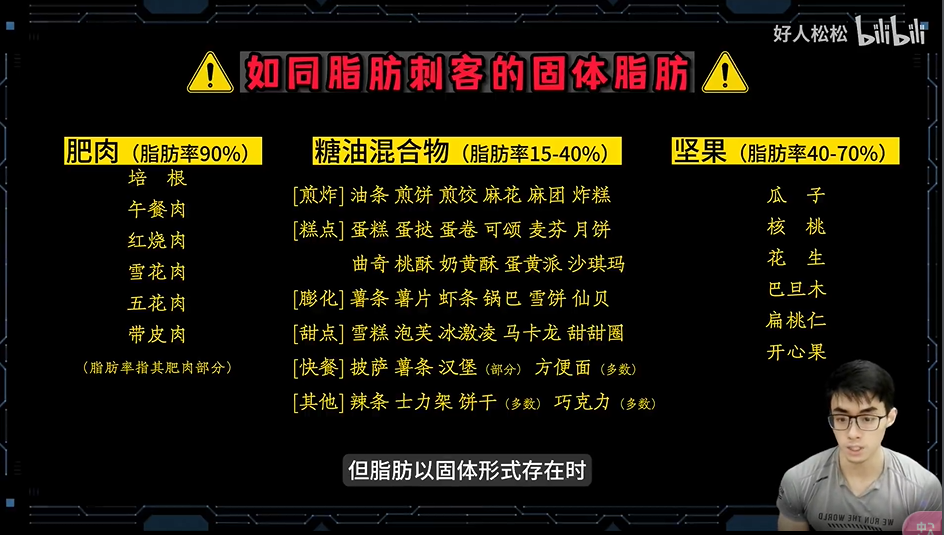 好人松松 bilibili
如同脂肪刺客的固体脂肪
肥肉（脂肪率90%）
培 根
午餐肉
红烧肉
雪花肉
五花肉
带皮肉
（脂肪率指其肥肉部分）
糖油混合物（脂肪率15-40%）
[煎炸] 油条 煎饼 煎饺 麻花 麻团 炸糕
[糕点] 蛋糕 蛋挞 蛋卷 可颂 麦芬 月饼
曲奇 桃酥 奶黄酥 蛋黄派 沙琪玛
[膨化] 薯条 薯片 虾条 锅巴 雪饼 仙贝
[甜点] 雪糕 泡芙 冰激凌 马卡龙 甜甜圈
[快餐] 披萨 薯条 汉堡（部分） 方便面（多数）
[其他] 辣条 士力架 饼干（多数） 巧克力（多数）
坚果（脂肪率40-70%）
瓜 子
核 桃
花 生
巴旦木
扁桃仁
开心果
WE RUN THE WORLD
但脂肪以固体形式存在时